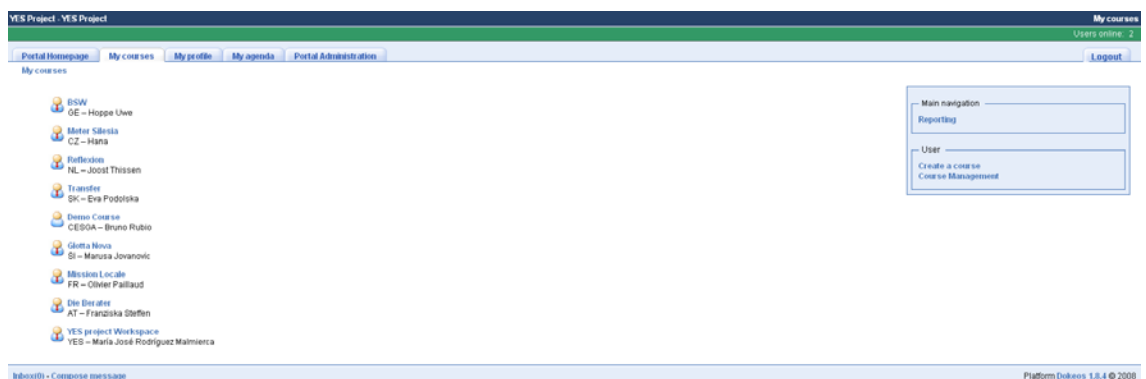 YES Project - YES Project
My courses
Users online: 2
Portal Homepage
My courses
My profile
My agenda
Portal Administration
Logout
My courses
BSW
GE – Hoppe Uwe
Motor Silesia
CZ – Hana
Reflexion
NL – Joost Thissen
Transfer
SK – Eva Podolska
Demo Course
CESGA – Bruno Rubio
Glotta Nova
SI – Marusa Jovanovic
Mission Locale
FR – Olivier Paillaud
Die Berater
AT – Franziska Steffen
YES project Workspace
YES – María José Rodríguez Malmierca
Main navigation
Reporting
User
Create a course
Course Management
Inbox(0) - Compose message
Platform Dokeos 1.8.4 © 2008